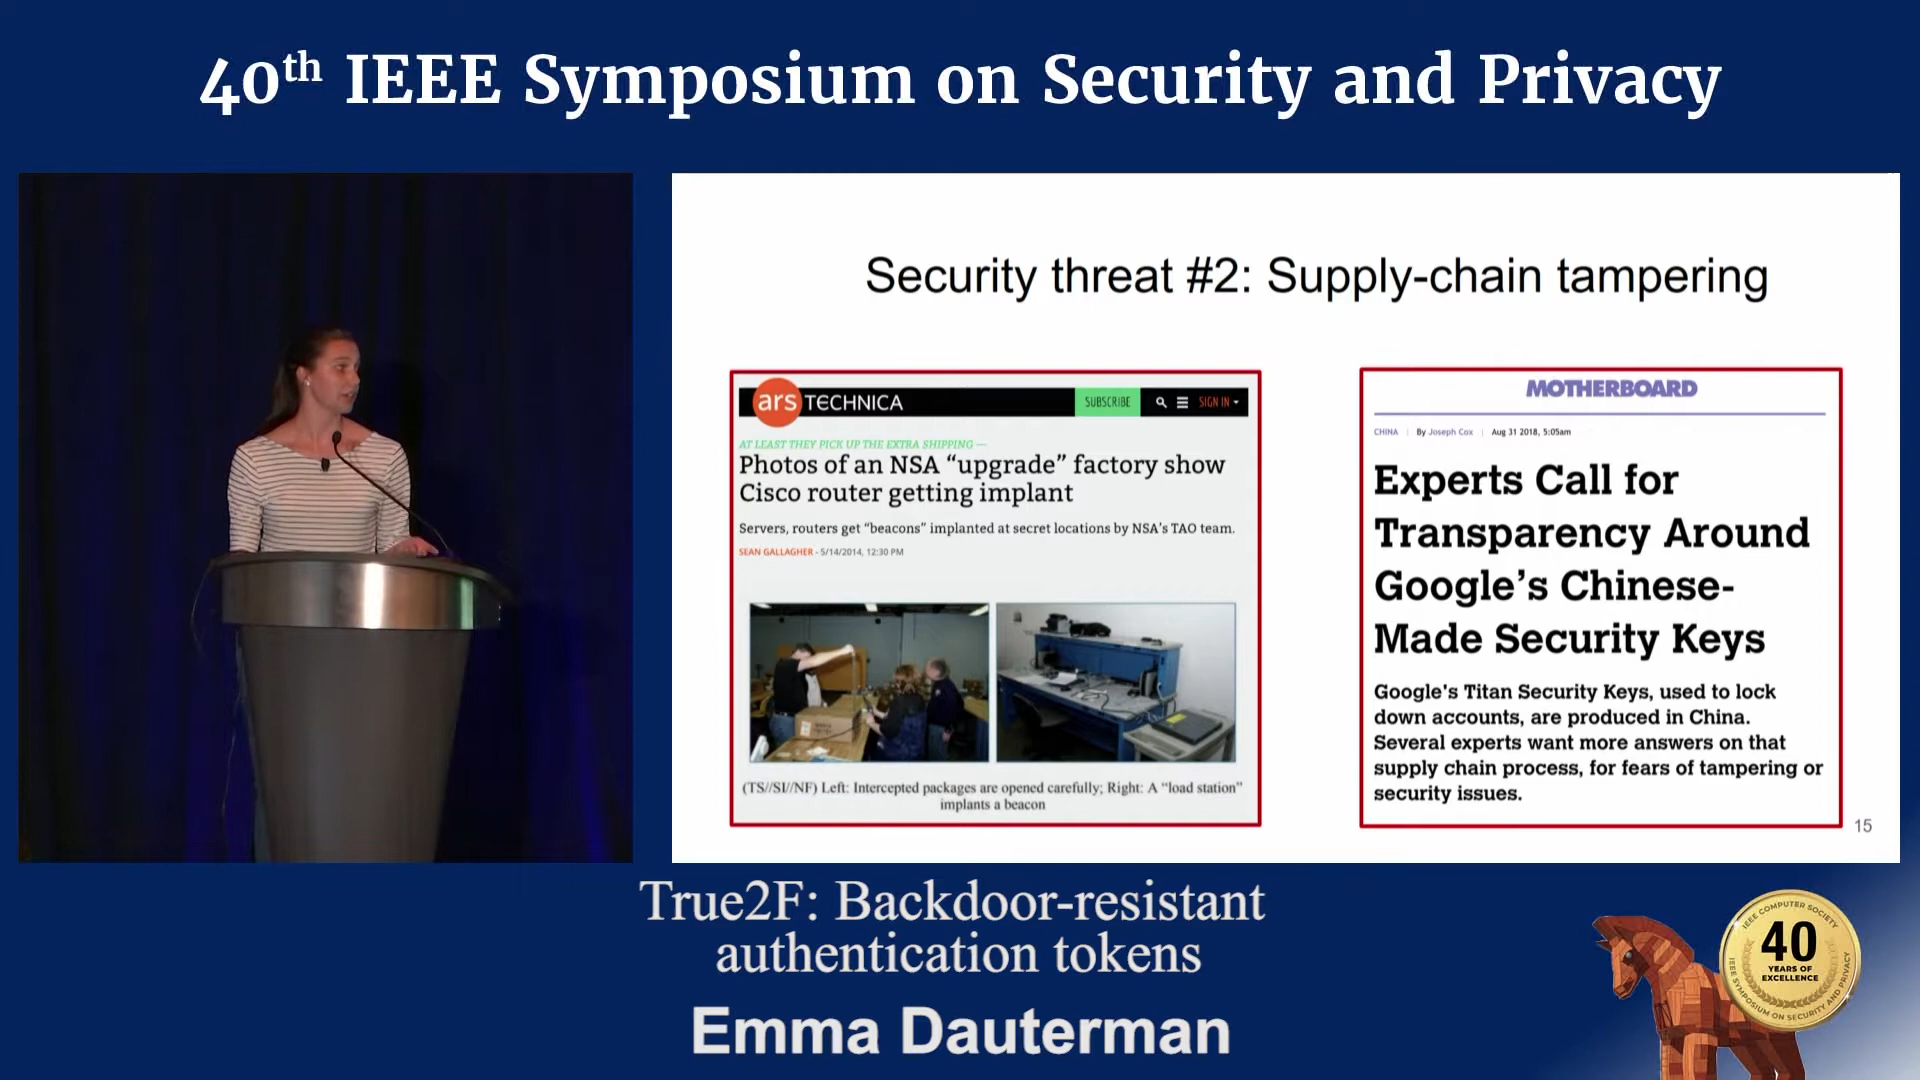 40th IEEE Symposium on Security and Privacy
Security threat #2: Supply-chain tampering
ars TECHNICA
SUBSCRIBE
SIGN IN
AT LEAST THEY PICK UP THE EXTRA SHIPPING —
Photos of an NSA “upgrade” factory show
Cisco router getting implant
Servers, routers get “beacons” implanted at secret locations by NSA’s TAO team.
SEAN GALLAGHER - 5/14/2014, 12:30 PM
(TS//SI//NF) Left: Intercepted packages are opened carefully; Right: A “load station”
implants a beacon
MOTHERBOARD
CHINA | By Joseph Cox | Aug 31 2018, 5:05am
Experts Call for
Transparency Around
Google’s Chinese-
Made Security Keys
Google’s Titan Security Keys, used to lock
down accounts, are produced in China.
Several experts want more answers on that
supply chain process, for fears of tampering or
security issues.
15
True2F: Backdoor-resistant
authentication tokens
Emma Dauterman
IEEE COMPUTER SOCIETY
40
YEARS OF
EXCELLENCE
IEEE SYMPOSIUM ON SECURITY AND PRIVACY